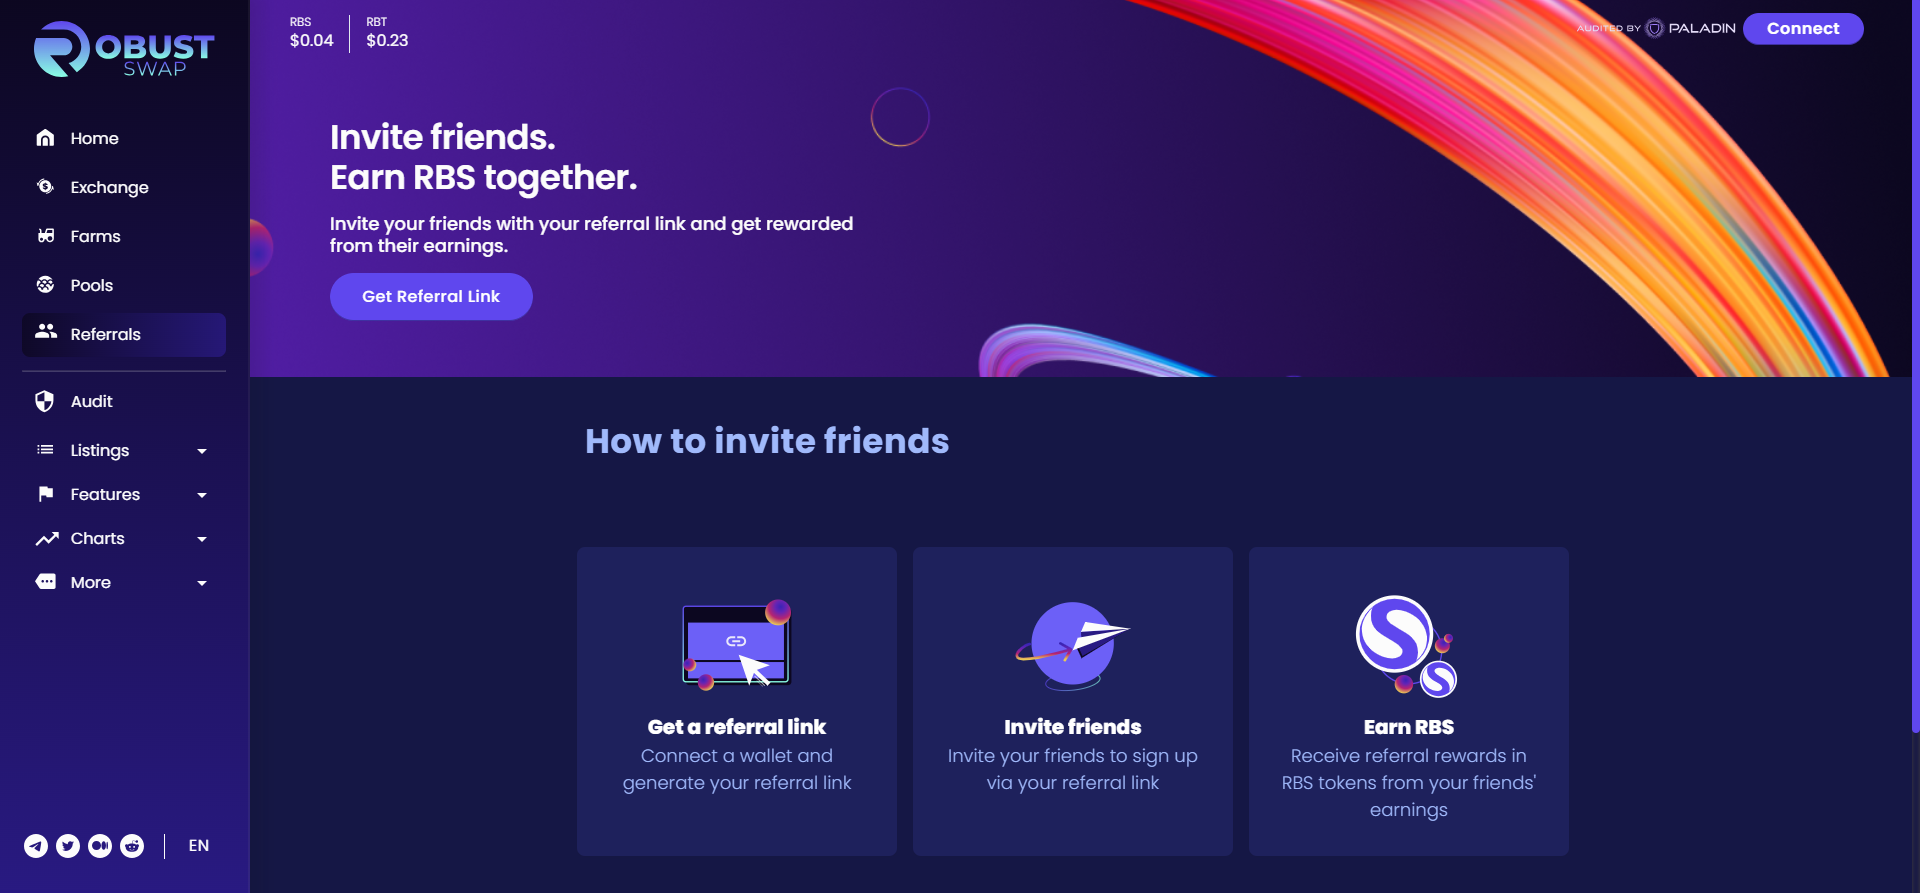 ROBUST
SWAP
Home
Exchange
Farms
Pools
Referrals
Audit
Listings
Features
Charts
More
EN
RBS
$0.04
RBT
$0.23
AUDITED BY PALADIN
Connect
Invite friends.
Earn RBS together.
Invite your friends with your referral link and get rewarded
from their earnings.
Get Referral Link
How to invite friends
Get a referral link
Connect a wallet and
generate your referral link
Invite friends
Invite your friends to sign up
via your referral link
Earn RBS
Receive referral rewards in
RBS tokens from your friends'
earnings